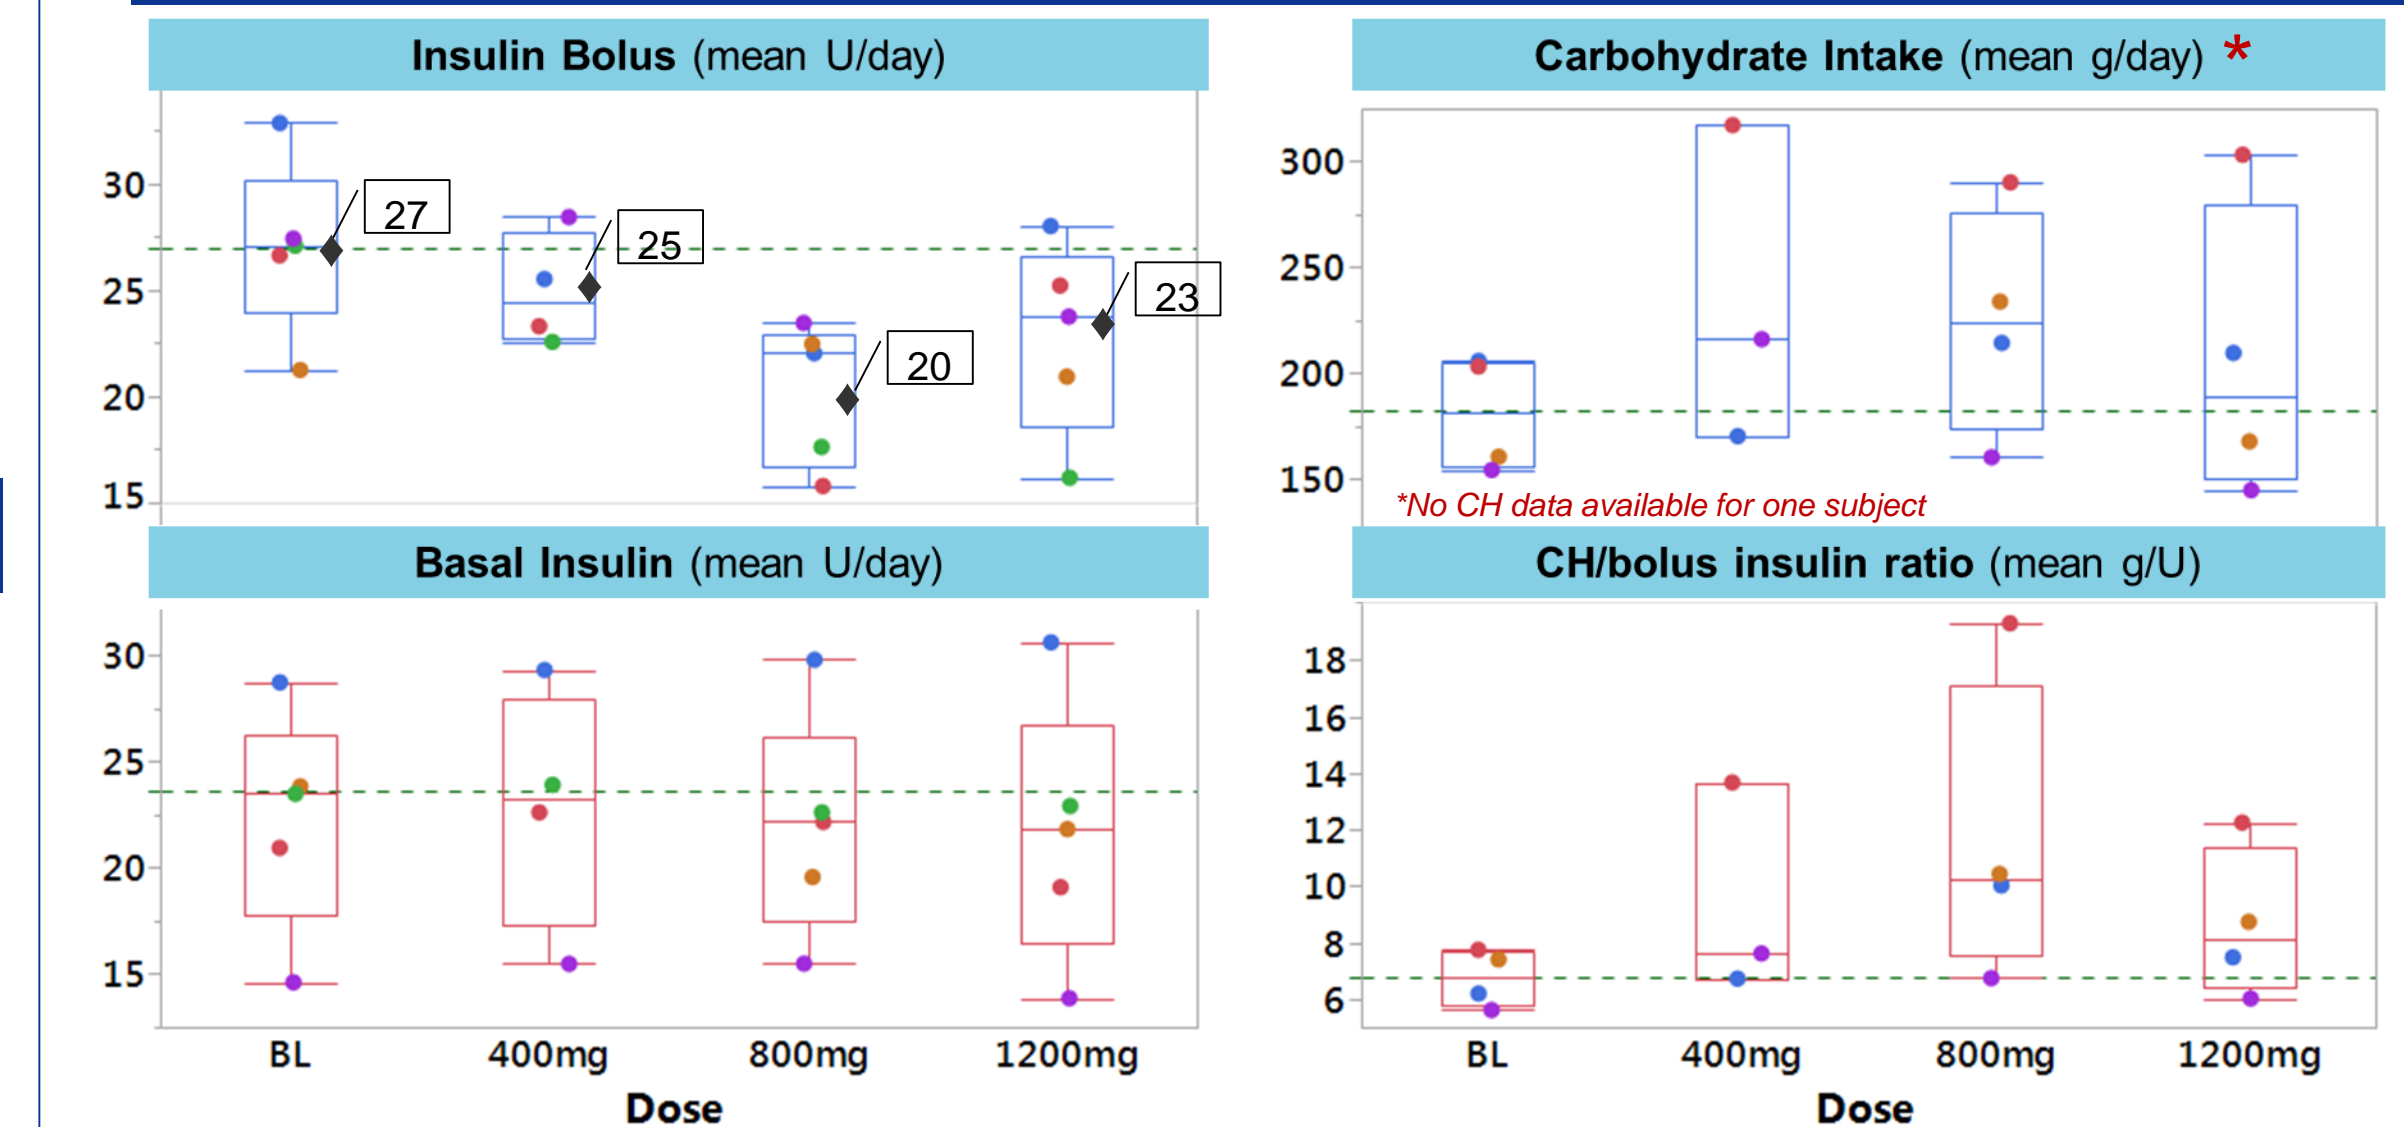 Insulin Bolus (mean U/day)
30
25
20
15
27
25
20
23
Carbohydrate Intake (mean g/day) *
300
250
200
150
*No CH data available for one subject
Basal Insulin (mean U/day)
30
25
20
15
BL 400mg 800mg 1200mg
Dose
CH/bolus insulin ratio (mean g/U)
18
16
14
12
10
8
6
BL 400mg 800mg 1200mg
Dose